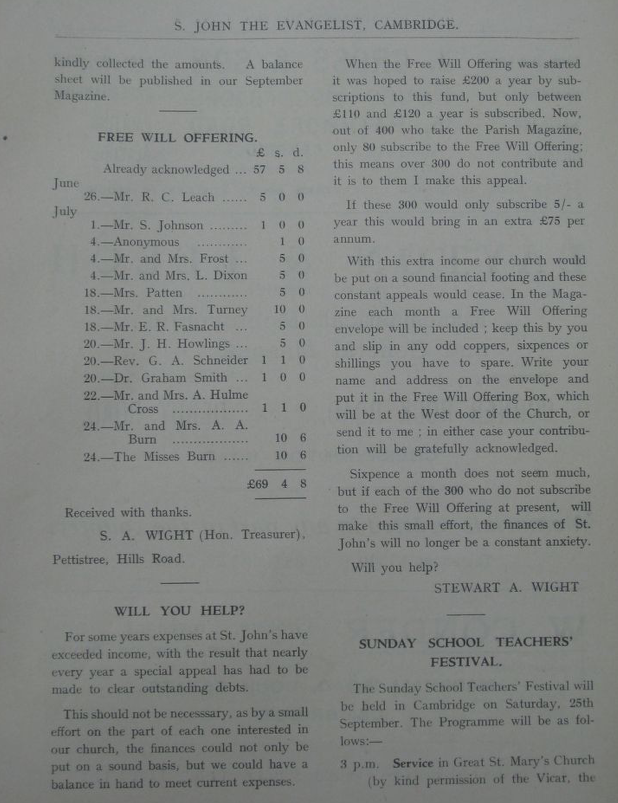 S. JOHN THE EVANGELIST, CAMBRIDGE.
kindly collected the amounts. A balance
sheet will be published in our September
Magazine.
FREE WILL OFFERING.
£ s. d.
Already acknowledged ... 57 5 8
June
26.—Mr. R. C. Leach ...... 5 0 0
July
1.—Mr. S. Johnson ......... 1 0 0
4.—Anonymous ............ 1 0
4.—Mr. and Mrs. Frost ... 5 0
4.—Mr. and Mrs. L. Dixon 5 0
18.—Mrs. Patten ............ 5 0
18.—Mr. and Mrs. Turney 10 0
18.—Mr. E. R. Fasnacht ... 5 0
20.—Mr. J. H. Howlings ... 5 0
20.—Rev. G. A. Schneider 1 1 0
20.—Dr. Graham Smith ... 1 0 0
22.—Mr. and Mrs. A. Hulme
Cross .................. 1 1 0
24.—Mr. and Mrs. A. A.
Burn .................. 10 6
24.—The Misses Burn ...... 10 6
£69 4 8
Received with thanks.
S. A. WIGHT (Hon. Treasurer),
Pettistree, Hills Road.
WILL YOU HELP?
For some years expenses at St. John's have
exceeded income, with the result that nearly
every year a special appeal has had to be
made to clear outstanding debts.
This should not be necesssary, as by a small
effort on the part of each one interested in
our church, the finances could not only be
put on a sound basis, but we could have a
balance in hand to meet current expenses.
When the Free Will Offering was started
it was hoped to raise £200 a year by sub-
scriptions to this fund, but only between
£110 and £120 a year is subscribed. Now,
out of 400 who take the Parish Magazine,
only 80 subscribe to the Free Will Offering;
this means over 300 do not contribute and
it is to them I make this appeal.
If these 300 would only subscribe 5/- a
year this would bring in an extra £75 per
annum.
With this extra income our church would
be put on a sound financial footing and these
constant appeals would cease. In the Maga-
zine each month a Free Will Offering
envelope will be included ; keep this by you
and slip in any odd coppers, sixpences or
shillings you have to spare. Write your
name and address on the envelope and
put it in the Free Will Offering Box, which
will be at the West door of the Church, or
send it to me ; in either case your contribu-
tion will be gratefully acknowledged.
Sixpence a month does not seem much,
but if each of the 300 who do not subscribe
to the Free Will Offering at present, will
make this small effort, the finances of St.
John's will no longer be a constant anxiety.
Will you help?
STEWART A. WIGHT
SUNDAY SCHOOL TEACHERS'
FESTIVAL.
The Sunday School Teachers' Festival will
be held in Cambridge on Saturday, 25th
September. The Programme will be as fol-
lows:—
3 p.m. Service in Great St. Mary's Church
(by kind permission of the Vicar, the